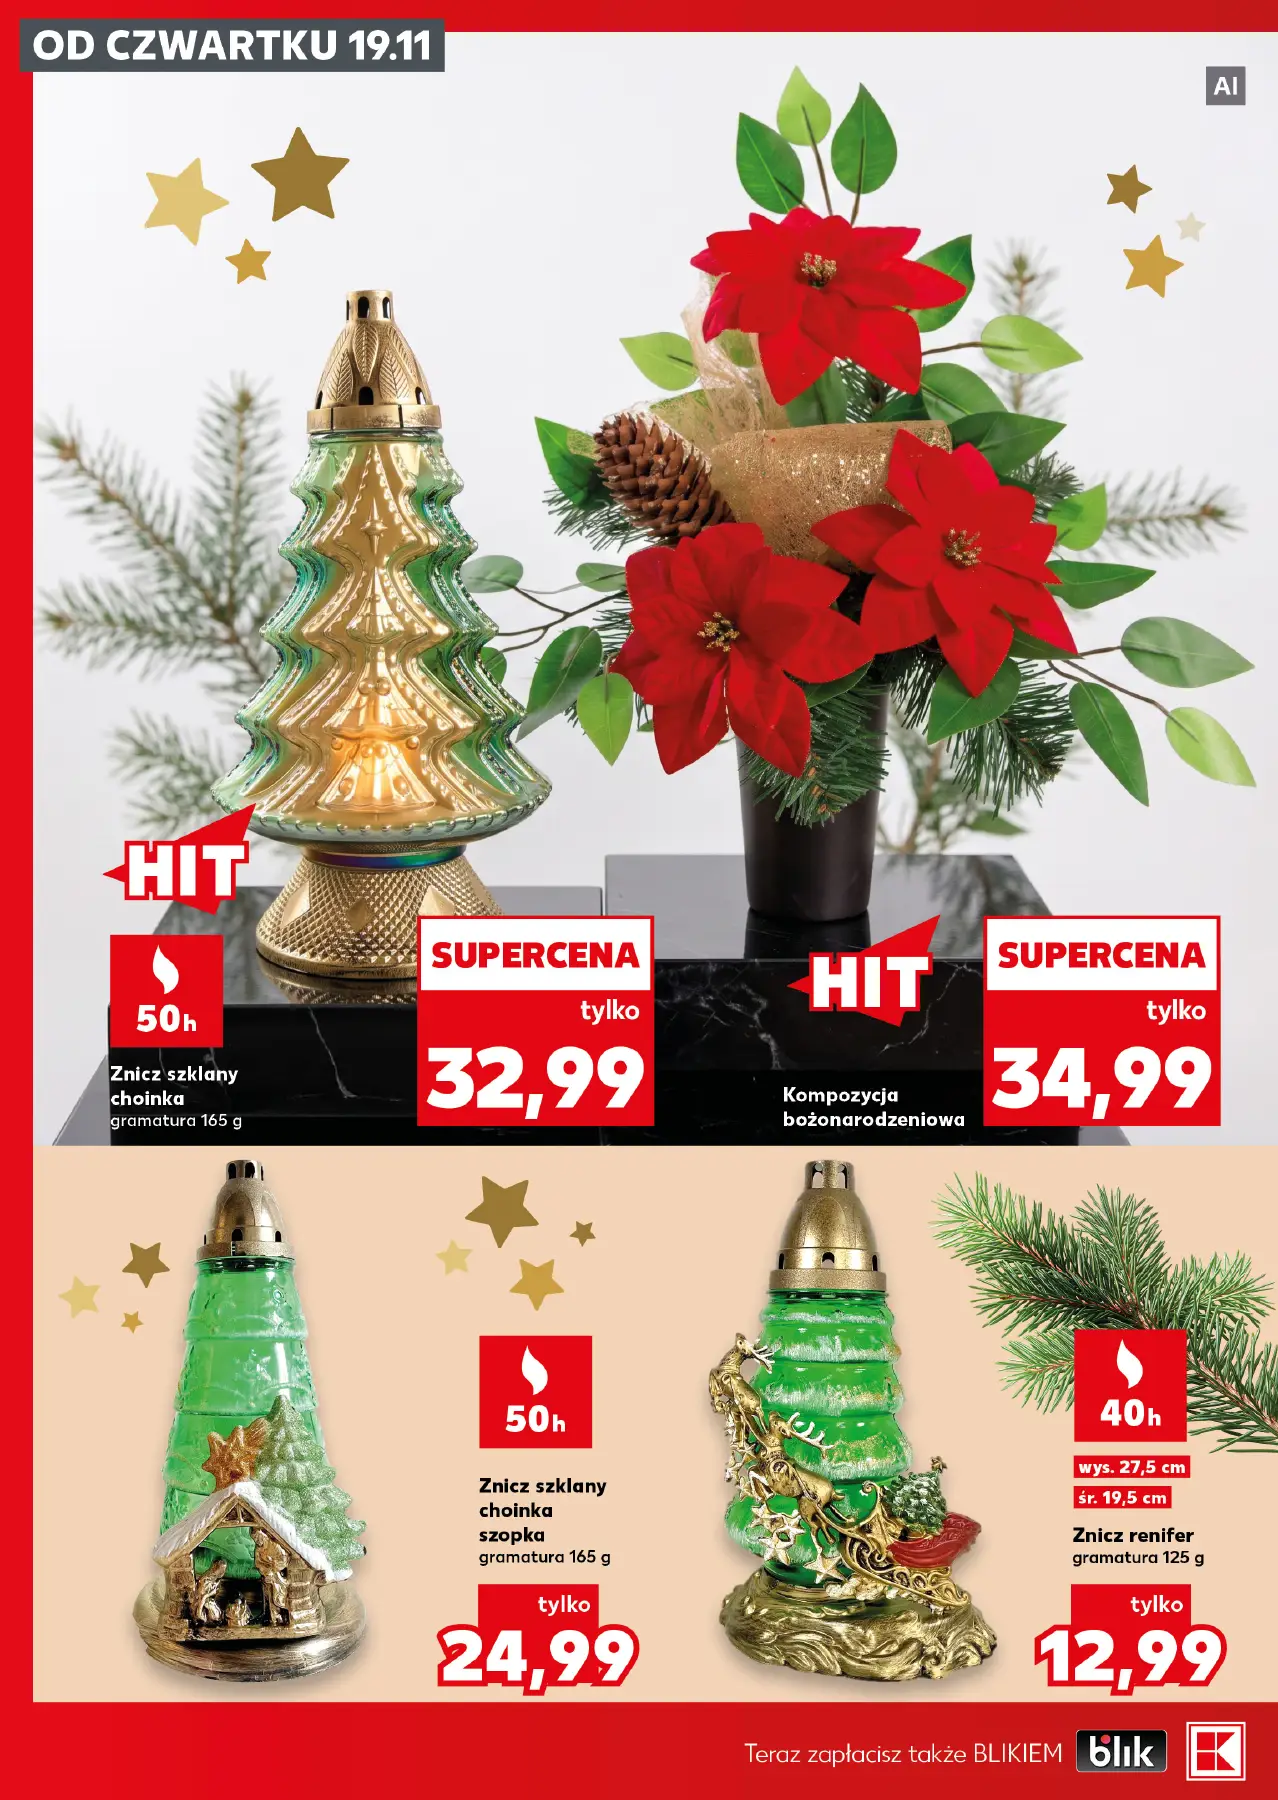 OD CZWARTKU 19.11
AI
HIT
50h
Znicz szklany
choinka
gramatura 165 g
SUPERCENA
tylko
32,99
HIT
Kompozycja
bożonarodzeniowa
SUPERCENA
tylko
34,99
50h
Znicz szklany
choinka
szopka
gramatura 165 g
tylko
24,99
40h
wys. 27,5 cm
śr. 19,5 cm
Znicz renifer
gramatura 125 g
tylko
12,99
Teraz zapłacisz także BLIKIEM
blik
K